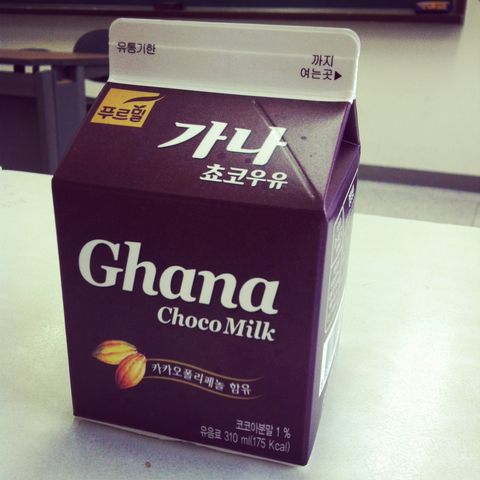 유통기한
까지
여는곳▶
푸르밀
가나
쵸코우유
Ghana
Choco Milk
카카오폴리페놀 함유
코코아분말 1 %
유음료 310 ml(175 Kcal)